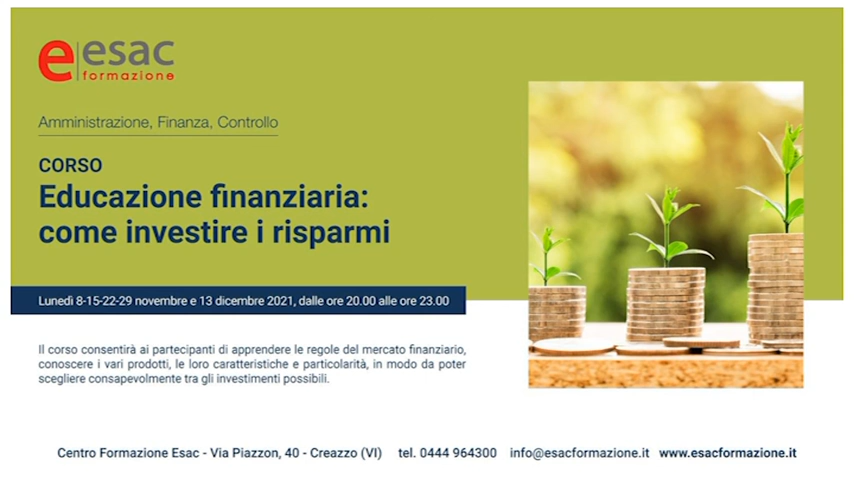 e esac
formazione
Amministrazione, Finanza, Controllo
CORSO
Educazione finanziaria:
come investire i risparmi
Lunedì 8-15-22-29 novembre e 13 dicembre 2021, dalle ore 20.00 alle ore 23.00
Il corso consentirà ai partecipanti di apprendere le regole del mercato finanziario,
conoscere i vari prodotti, le loro caratteristiche e particolarità, in modo da poter
scegliere consapevolmente tra gli investimenti possibili.
Centro Formazione Esac - Via Piazzon, 40 - Creazzo (VI) tel. 0444 964300 info@esacformazione.it www.esacformazione.it